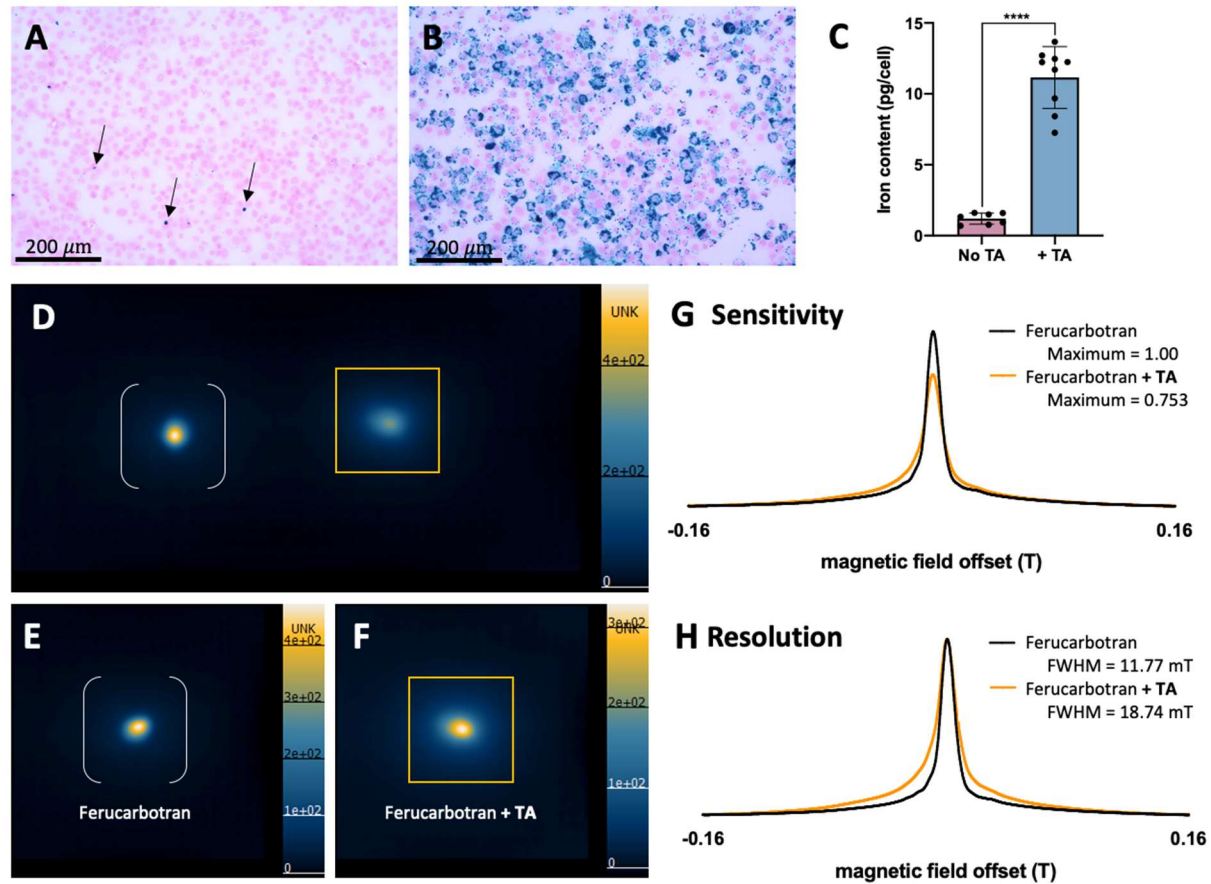 A
200 μm
B
200 μm
C
Iron content (pg/cell)
15
10
5
0
****
No TA
+ TA
D
UNK
4e+02
2e+02
0
G Sensitivity
Ferucarbotran
Maximum = 1.00
Ferucarbotran + TA
Maximum = 0.753
-0.16
0.16
magnetic field offset (T)
E
UNK
4e+02
3e+02
2e+02
1e+02
0
Ferucarbotran
F
3e+02
UNK
2e+02
1e+02
0
Ferucarbotran + TA
H Resolution
Ferucarbotran
FWHM = 11.77 mT
Ferucarbotran + TA
FWHM = 18.74 mT
-0.16
0.16
magnetic field offset (T)